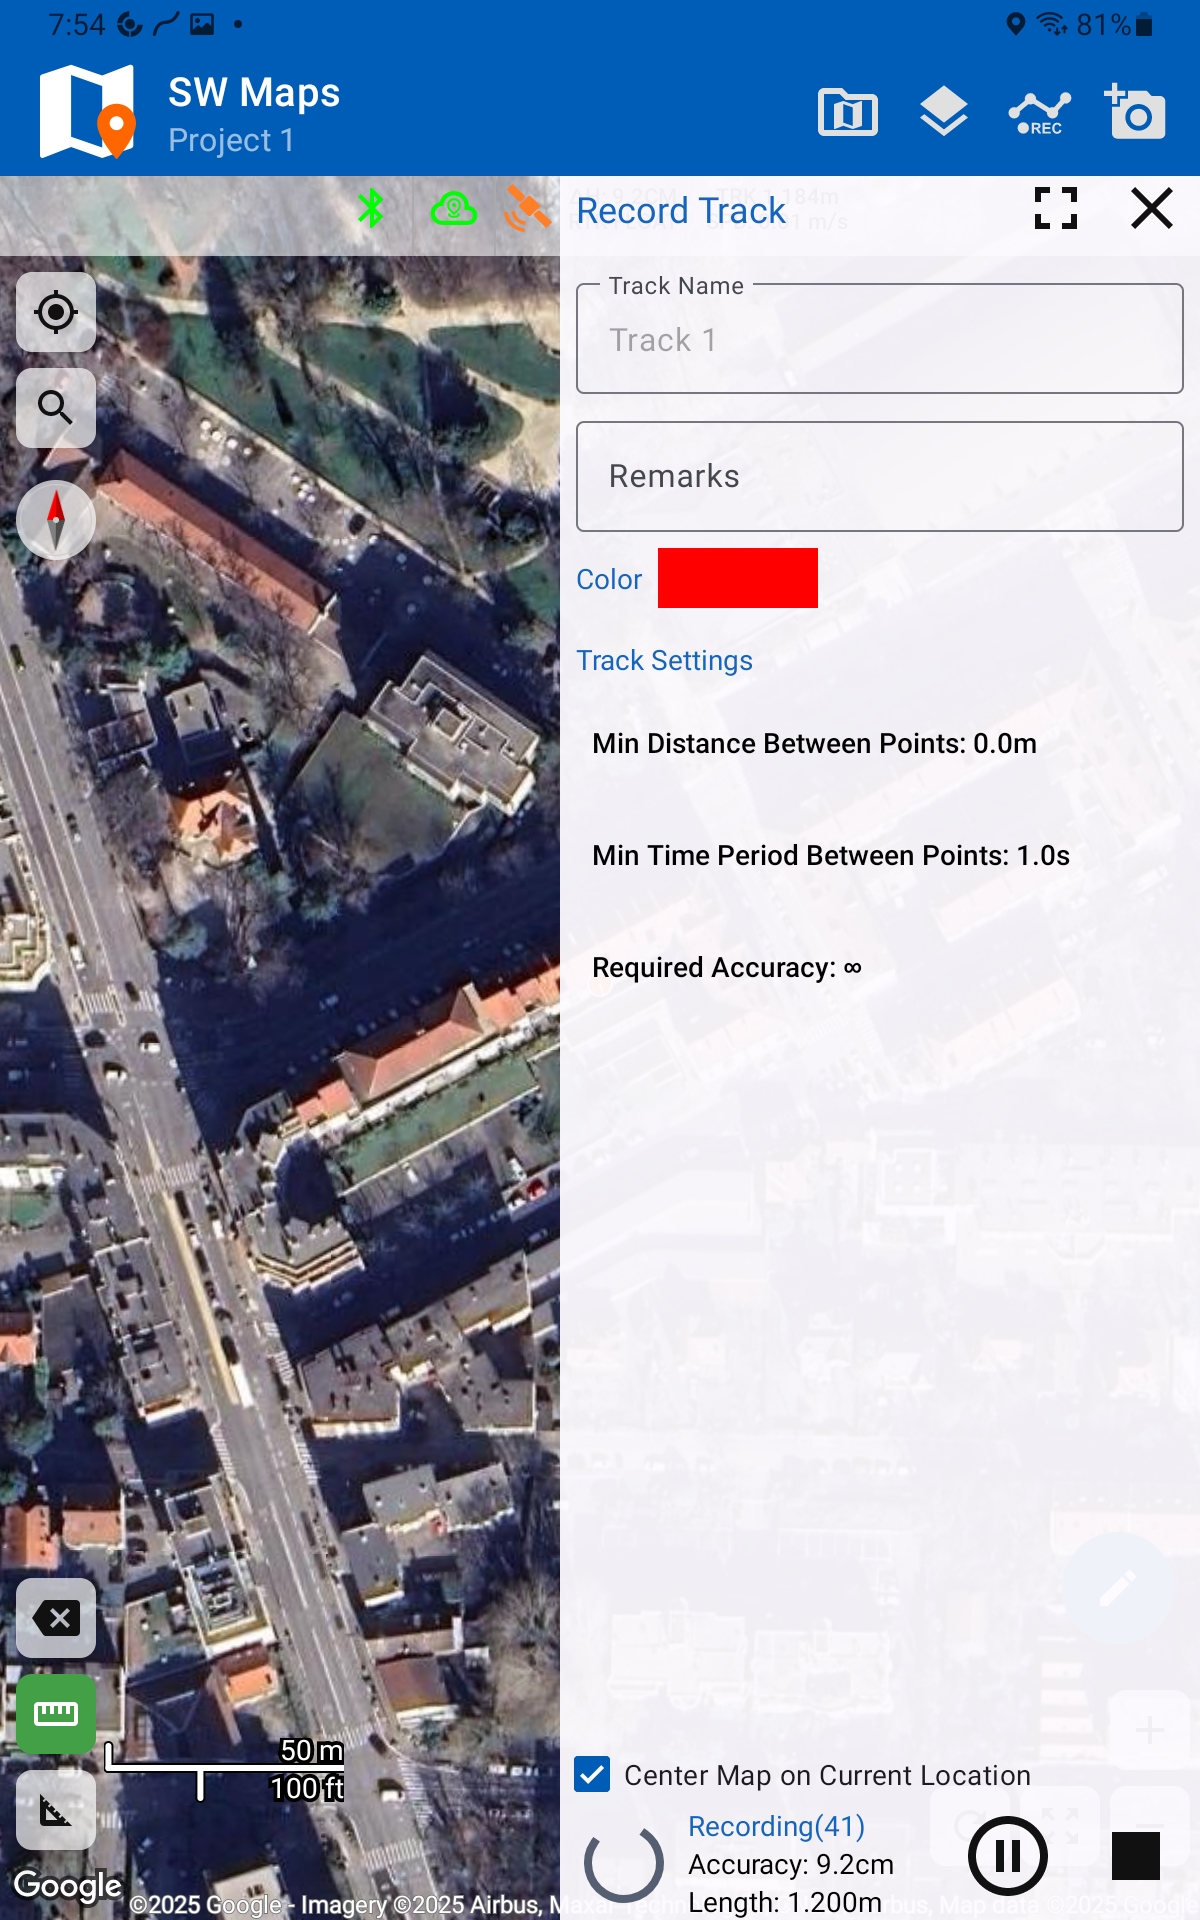 7:54
81%
SW Maps
Project 1
REC
Record Track
Track Name
Track 1
Remarks
Color
Track Settings
Min Distance Between Points: 0.0m
Min Time Period Between Points: 1.0s
Required Accuracy: ∞
50 m
100 ft
Center Map on Current Location
Recording(41)
Accuracy: 9.2cm
Length: 1.200m
Google
©2025 Google - Imagery ©2025 Airbus, Maxar Techn